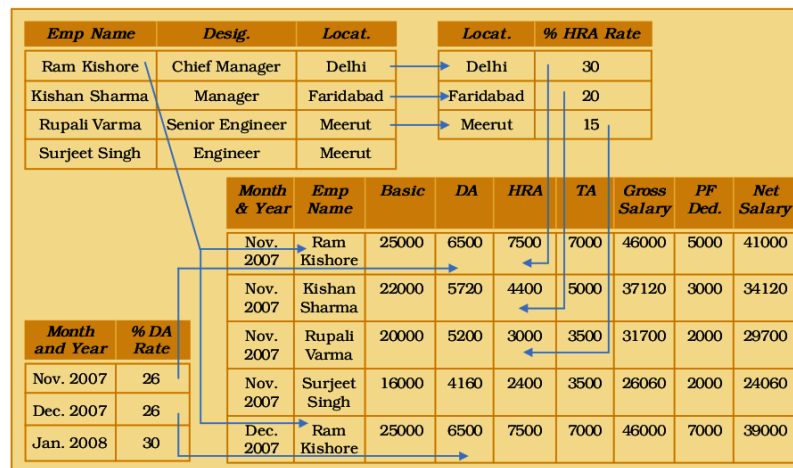 Emp Name Desig. Locat.
Ram Kishore Chief Manager Delhi
Kishan Sharma Manager Faridabad
Rupali Varma Senior Engineer Meerut
Surjeet Singh Engineer Meerut
Locat. % HRA Rate
Delhi 30
Faridabad 20
Meerut 15
Month Emp Basic DA HRA TA Gross PF Net
& Year Name Salary Ded. Salary
Nov. Ram 25000 6500 7500 7000 46000 5000 41000
2007 Kishore
Nov. Kishan 22000 5720 4400 5000 37120 3000 34120
2007 Sharma
Nov. Rupali 20000 5200 3000 3500 31700 2000 29700
2007 Varma
Nov. Surjeet 16000 4160 2400 3500 26060 2000 24060
2007 Singh
Dec. Ram 25000 6500 7500 7000 46000 7000 39000
2007 Kishore
Month % DA
and Year Rate
Nov. 2007 26
Dec. 2007 26
Jan. 2008 30